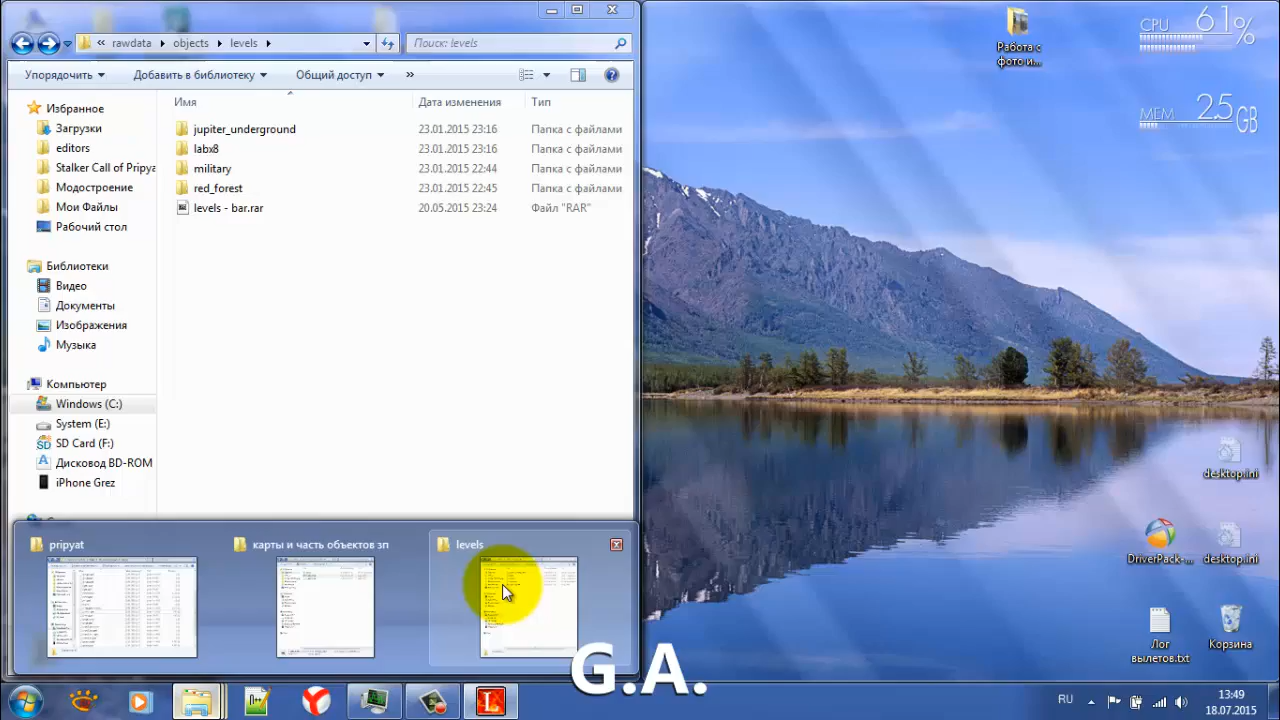 « rawdata objects levels
Поиск: levels
Упорядочить Добавить в библиотеку Общий доступ »
Имя Дата изменения Тип
jupiter_underground 23.01.2015 23:16 Папка с файлами
labx8 23.01.2015 23:16 Папка с файлами
military 23.01.2015 22:44 Папка с файлами
red_forest 23.01.2015 22:45 Папка с файлами
levels - bar.rar 20.05.2015 23:24 Файл "RAR"
Избранное
Загрузки
editors
Stalker Call of Pripya
Модостроение
Мои Файлы
Рабочий стол
Библиотеки
Видео
Документы
Изображения
Музыка
Компьютер
Windows (C:)
System (E:)
SD Card (F:)
Дисковод BD-ROM
iPhone Grez
pripyat
карты и часть объектов зп
levels
G.A.
Работа с
фото и...
CPU 61%
MEM 2.5 GB
desktop.ini
DriverPack...
desktop.ini
Лог
вылетов.txt
Корзина
RU
13:49
18.07.2015